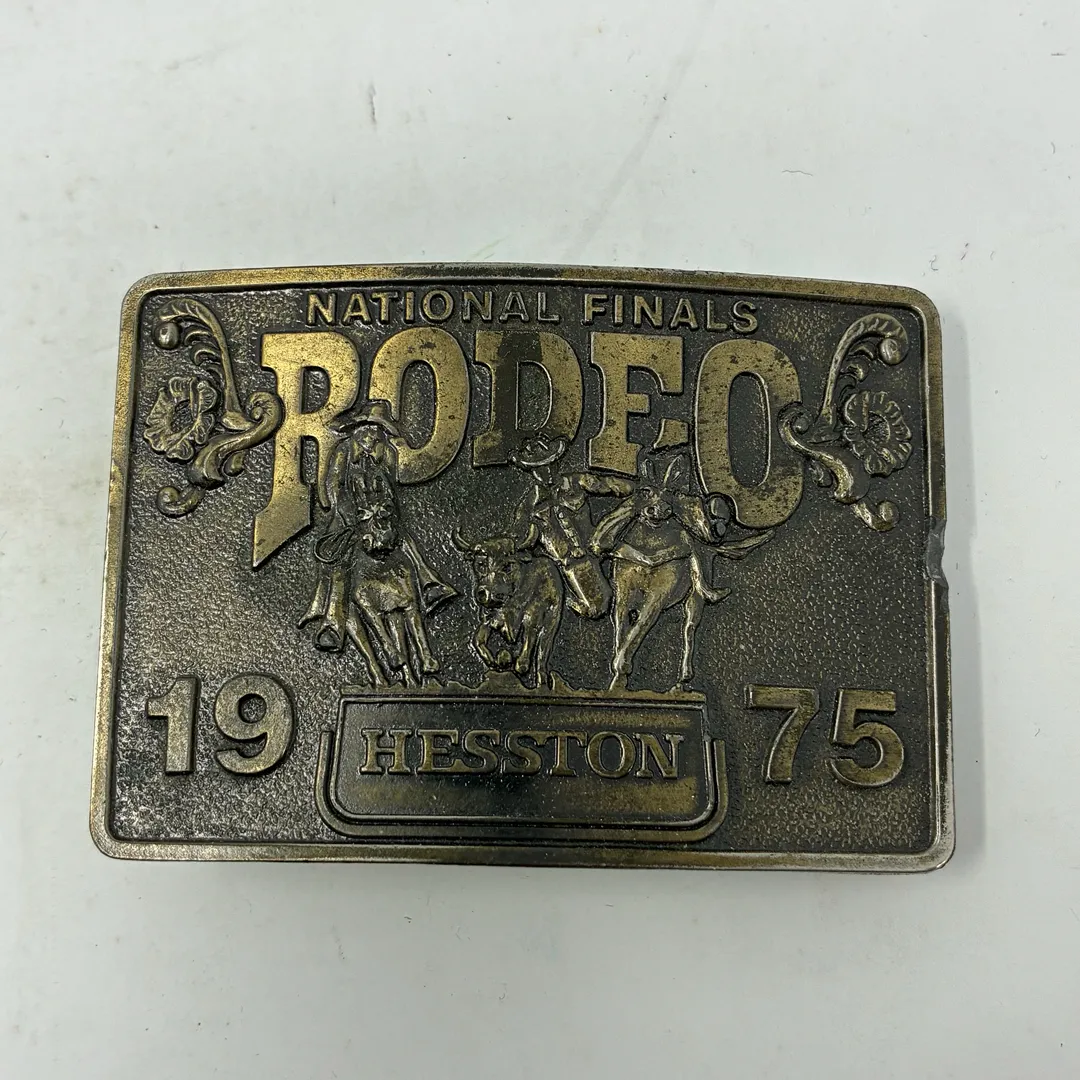 NATIONAL FINALS
RODEO
19 75
HESSTON